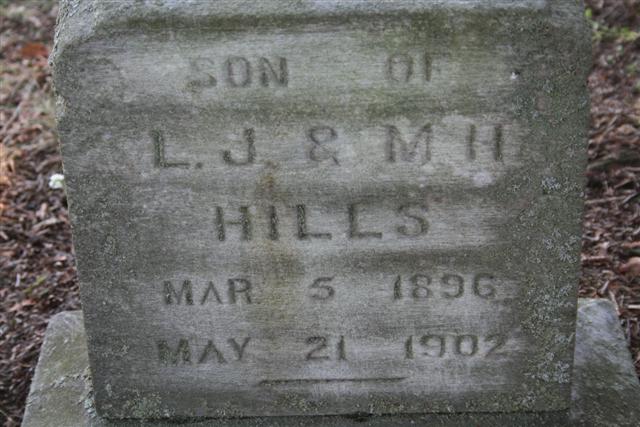 SON OF
L. J. & M H
HILLS
MAR 5 1896
MAY 21 1902